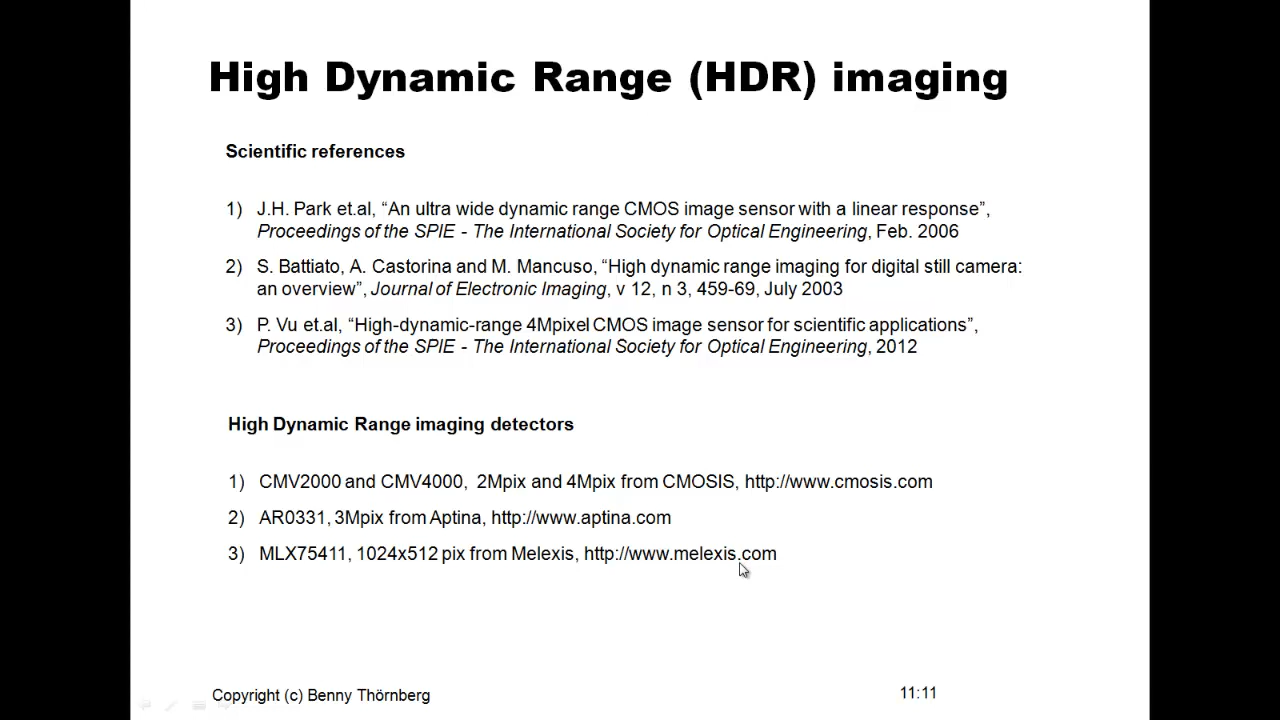 High Dynamic Range (HDR) imaging
Scientific references
1) J.H. Park et.al, “An ultra wide dynamic range CMOS image sensor with a linear response”,
Proceedings of the SPIE - The International Society for Optical Engineering, Feb. 2006
2) S. Battiato, A. Castorina and M. Mancuso, “High dynamic range imaging for digital still camera:
an overview”, Journal of Electronic Imaging, v 12, n 3, 459-69, July 2003
3) P. Vu et.al, “High-dynamic-range 4Mpixel CMOS image sensor for scientific applications”,
Proceedings of the SPIE - The International Society for Optical Engineering, 2012
High Dynamic Range imaging detectors
1) CMV2000 and CMV4000, 2Mpix and 4Mpix from CMOSIS, http://www.cmosis.com
2) AR0331, 3Mpix from Aptina, http://www.aptina.com
3) MLX75411, 1024x512 pix from Melexis, http://www.melexis.com
Copyright (c) Benny Thörnberg
11:11